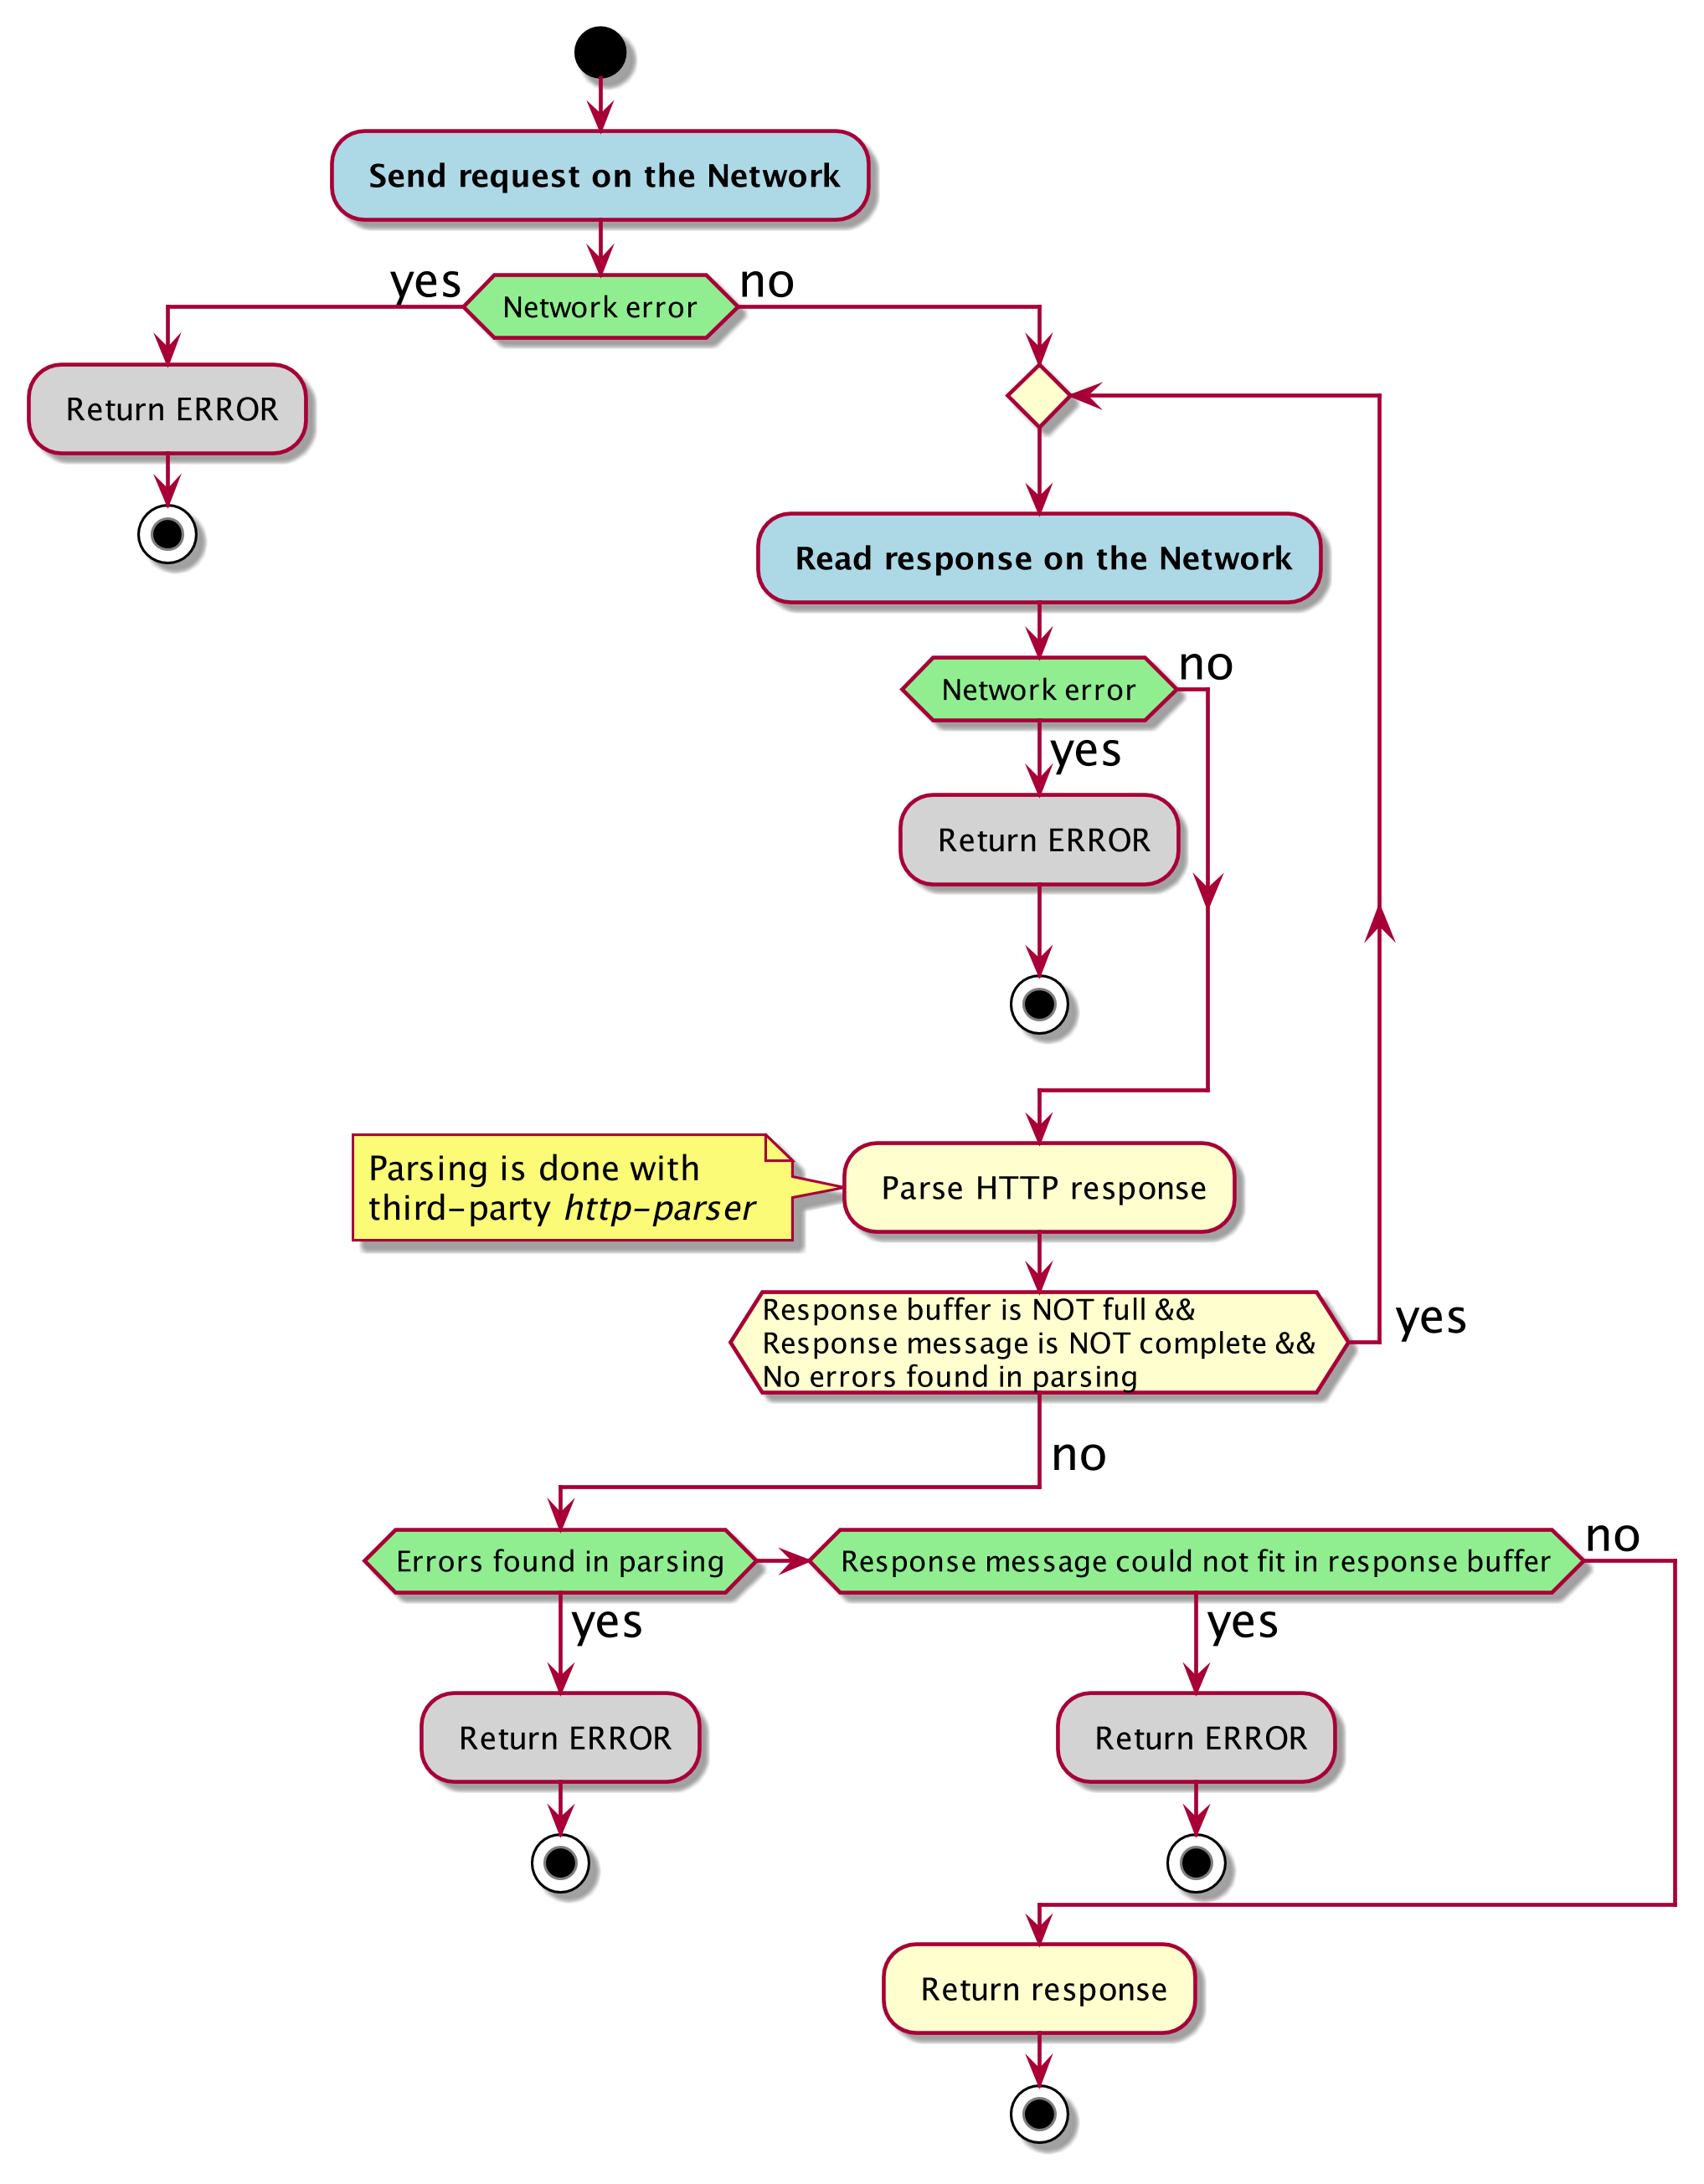 Send request on the Network
yes
Network error
no
Return ERROR
Read response on the Network
Network error
no
yes
Return ERROR
Parsing is done with
third-party http-parser
Parse HTTP response
Response buffer is NOT full &&
Response message is NOT complete &&
No errors found in parsing
yes
no
Errors found in parsing
Response message could not fit in response buffer
no
yes
yes
Return ERROR
Return ERROR
Return response